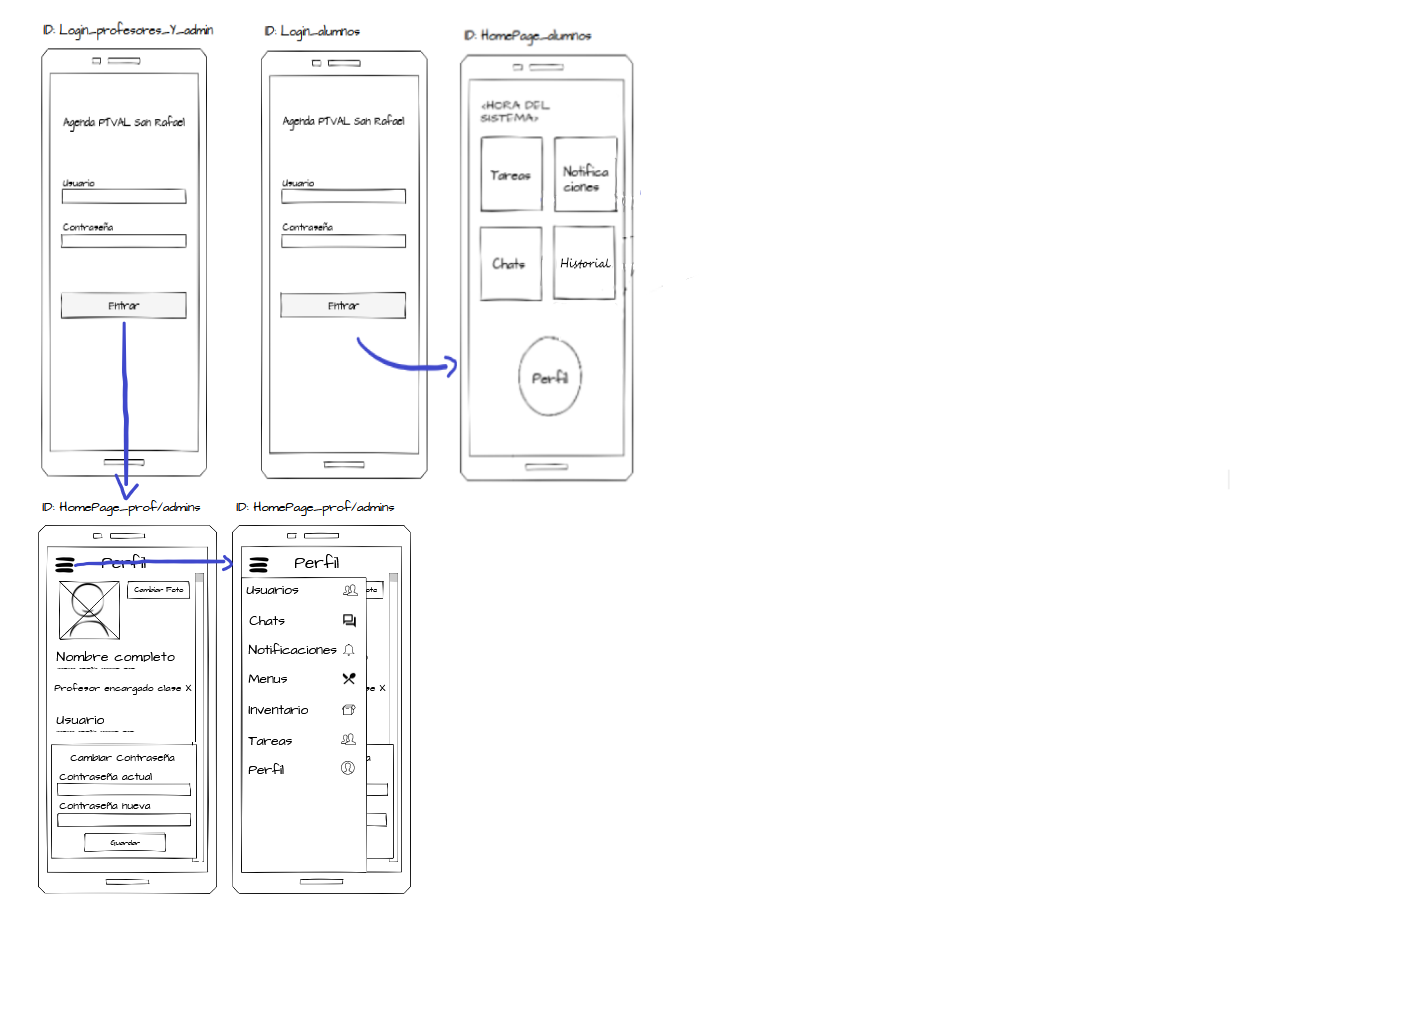 ID: Login_profesores_Y_admin
Agenda PTVAL San Rafael
Usuario
Contraseña
Entrar
ID: Login_alumnos
Agenda PTVAL San Rafael
Usuario
Contraseña
Entrar
ID: HomePage_alumnos
<HORA DEL
SISTEMA>
Tareas
Notifica
ciones
Chats
Historial
Perfil
ID: HomePage_prof/admins
Perfil
Cambiar Foto
Nombre completo
Profesor encargado clase X
Usuario
Cambiar Contraseña
Contraseña actual
Contraseña nueva
Guardar
ID: HomePage_prof/admins
Perfil
Usuarios
oto
Chats
Notificaciones
Menus
se X
Inventario
Tareas
a
Perfil